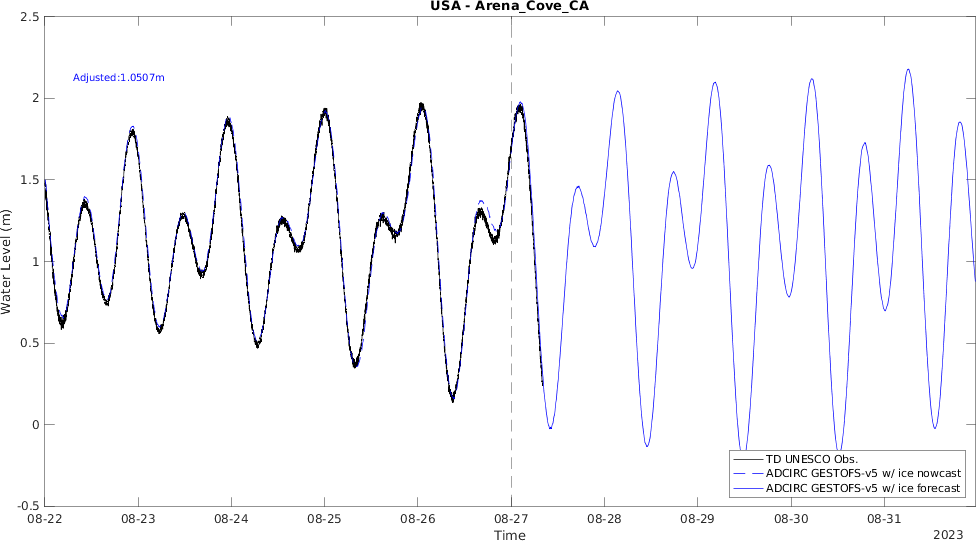 USA - Arena_Cove_CA
2.5
2
1.5
1
0.5
0
-0.5
Water Level (m)
Adjusted:1.0507m
TD UNESCO Obs.
ADCIRC GESTOFS-v5 w/ ice nowcast
ADCIRC GESTOFS-v5 w/ ice forecast
08-22 08-23 08-24 08-25 08-26 08-27 08-28 08-29 08-30 08-31
Time
2023